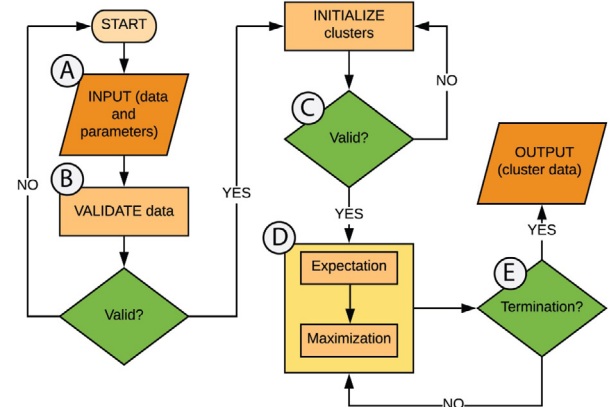 START
A
INPUT (data
and
parameters)
B
VALIDATE data
Valid?
NO
YES
INITIALIZE
clusters
NO
C
Valid?
YES
D
Expectation
Maximization
E
Termination?
NO
YES
OUTPUT
(cluster data)